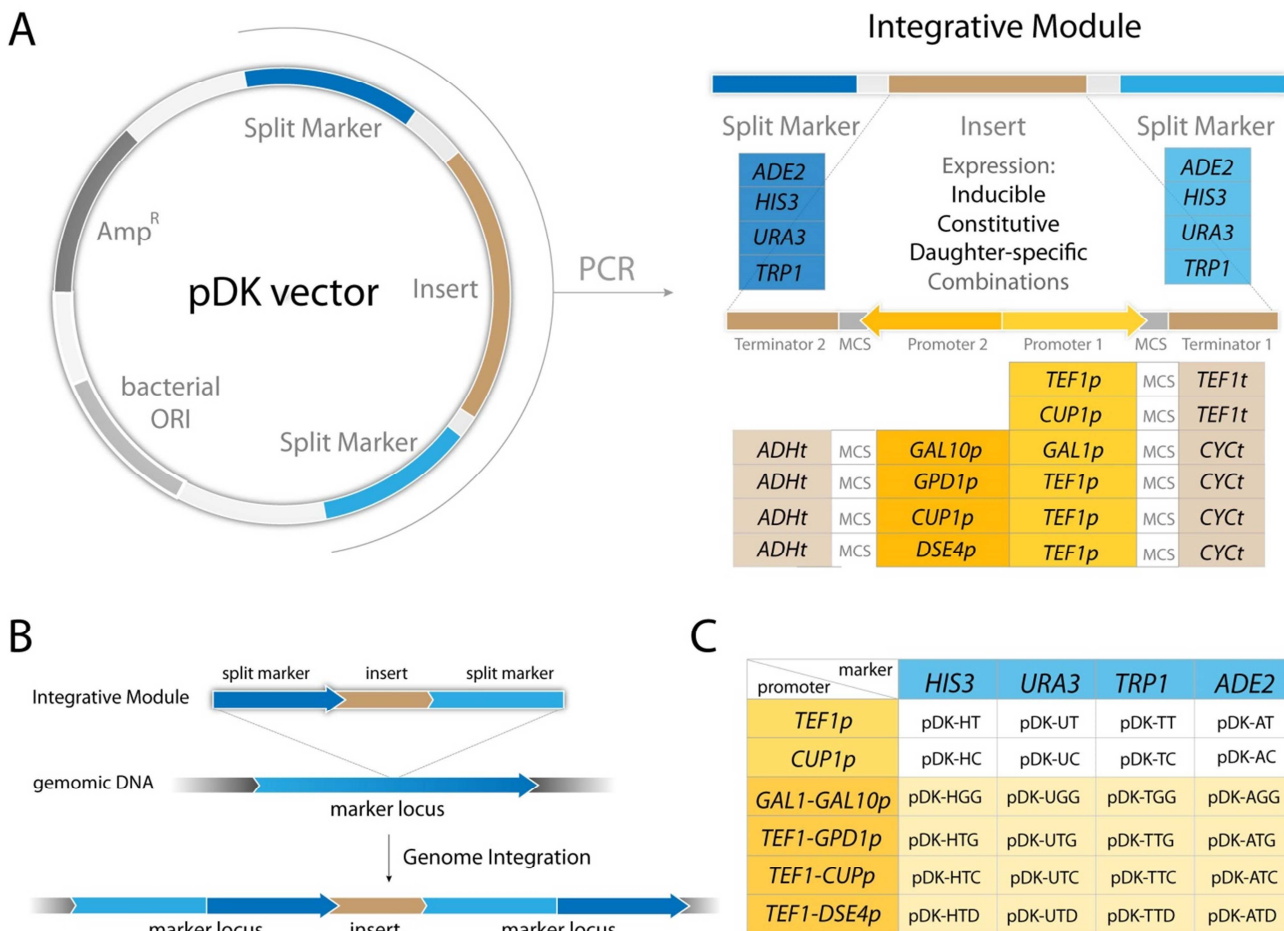 A
Split Marker
Amp^R
pDK vector
Insert
bacterial
ORI
Split Marker
PCR
Integrative Module
Split Marker Insert Split Marker
ADE2
HIS3
URA3
TRP1
Expression:
Inducible
Constitutive
Daughter-specific
Combinations
ADE2
HIS3
URA3
TRP1
Terminator 2 MCS Promoter 2 Promoter 1 MCS Terminator 1
TEF1p MCS TEF1t
CUP1p MCS TEF1t
ADHt MCS GAL10p GAL1p MCS CYCt
ADHt MCS GPD1p TEF1p MCS CYCt
ADHt MCS CUP1p TEF1p MCS CYCt
ADHt MCS DSE4p TEF1p MCS CYCt
B
split marker insert split marker
Integrative Module
gemomic DNA
marker locus
Genome Integration
marker locus insert marker locus
C
marker
promoter
HIS3 URA3 TRP1 ADE2
TEF1p pDK-HT pDK-UT pDK-TT pDK-AT
CUP1p pDK-HC pDK-UC pDK-TC pDK-AC
GAL1-GAL10p pDK-HGG pDK-UGG pDK-TGG pDK-AGG
TEF1-GPD1p pDK-HTG pDK-UTG pDK-TTG pDK-ATG
TEF1-CUPp pDK-HTC pDK-UTC pDK-TTC pDK-ATC
TEF1-DSE4p pDK-HTD pDK-UTD pDK-TTD pDK-ATD